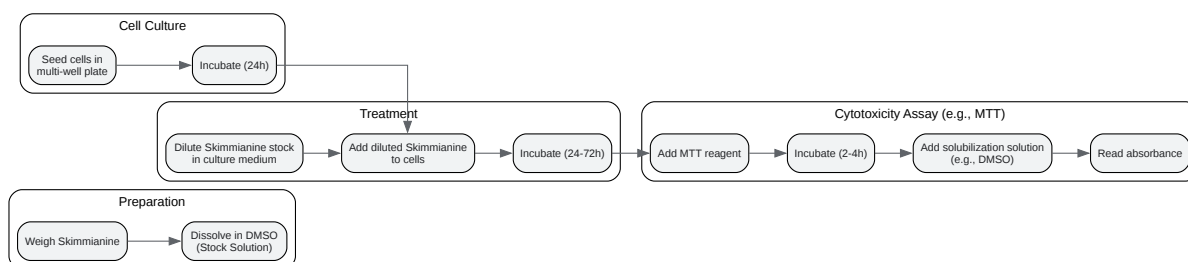 Cell Culture
Seed cells in
multi-well plate
Incubate (24h)
Treatment
Dilute Skimmianine stock
in culture medium
Add diluted Skimmianine
to cells
Incubate (24-72h)
Cytotoxicity Assay (e.g., MTT)
Add MTT reagent
Incubate (2-4h)
Add solubilization solution
(e.g., DMSO)
Read absorbance
Preparation
Weigh Skimmianine
Dissolve in DMSO
(Stock Solution)